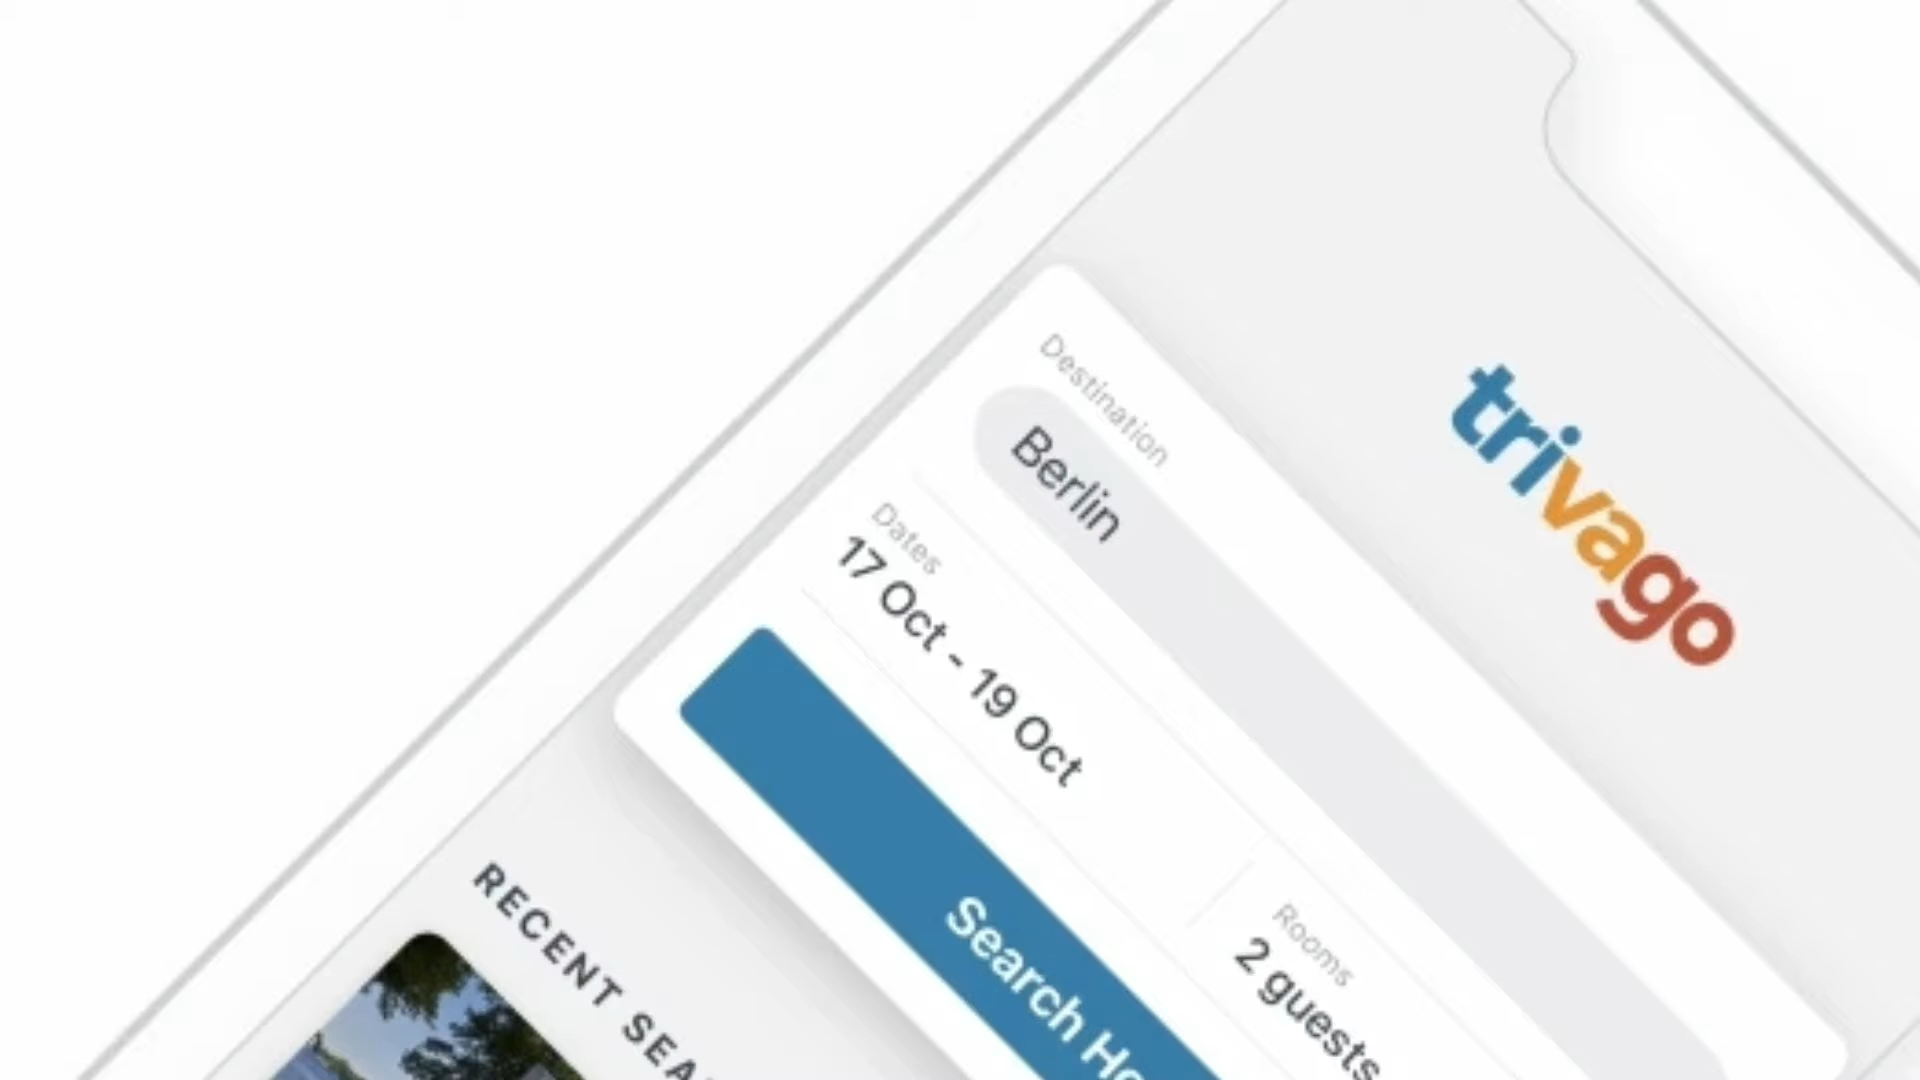 trivago
Destination
Berlin
Dates
17 Oct - 19 Oct
Rooms
2 guests
Search
RECENT